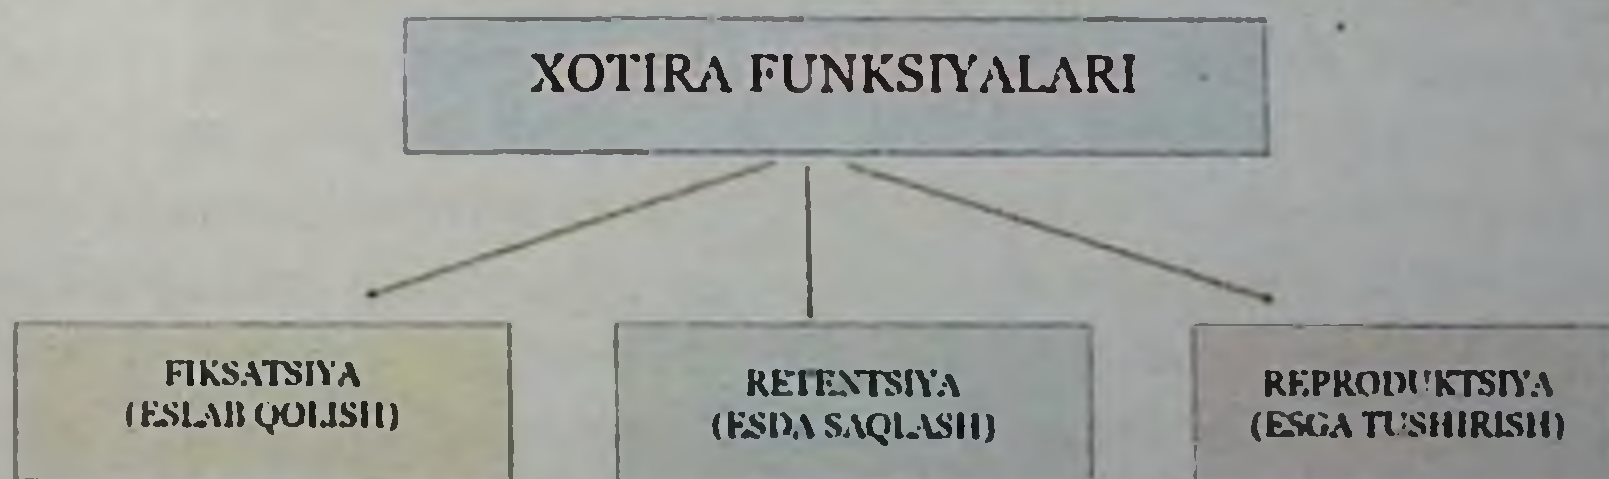 XOTIRA FUNKSIYALARI
FIKSATSIYA
(ESLAB QOLISH)
RETENTSIYA
(ESDA SAQLASH)
REPRODUKTSIYA
(ESGA TUSHIRISH)